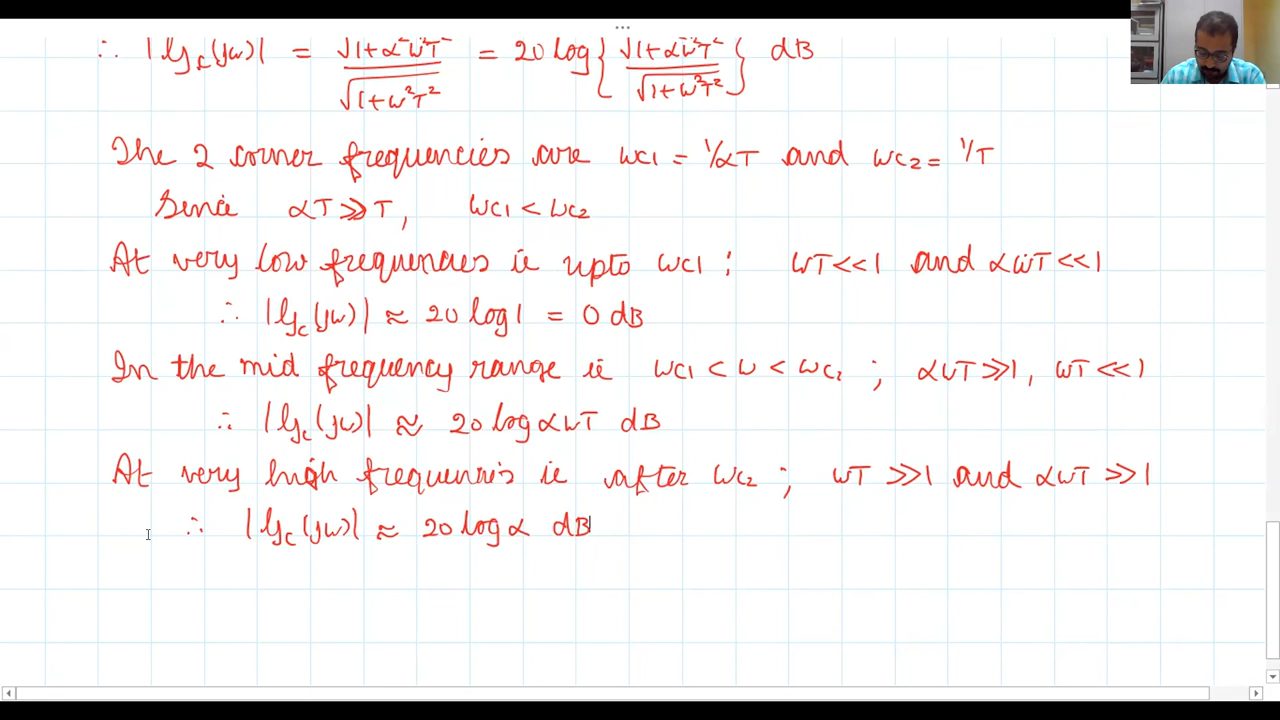 ∴ |Gc(jω)| = √1+α²ω²T² / √1+ω²T² = 20 log { √1+α²ω²T² / √1+ω²T² } dB
The 2 corner frequencies are ωc1 = 1/αT and ωc2 = 1/T
Since αT >> T, ωc1 < ωc2
At very low frequencies ie upto ωc1 ; ωT << 1 and αωT << 1
∴ |Gc(jω)| ≈ 20 log 1 = 0 dB
In the mid frequency range ie ωc1 < ω < ωc2 ; αωT >> 1, ωT << 1
∴ |Gc(jω)| ≈ 20 log αωT dB
At very high frequencies ie after ωc2 ; ωT >> 1 and αωT >> 1
∴ |Gc(jω)| ≈ 20 log α dB